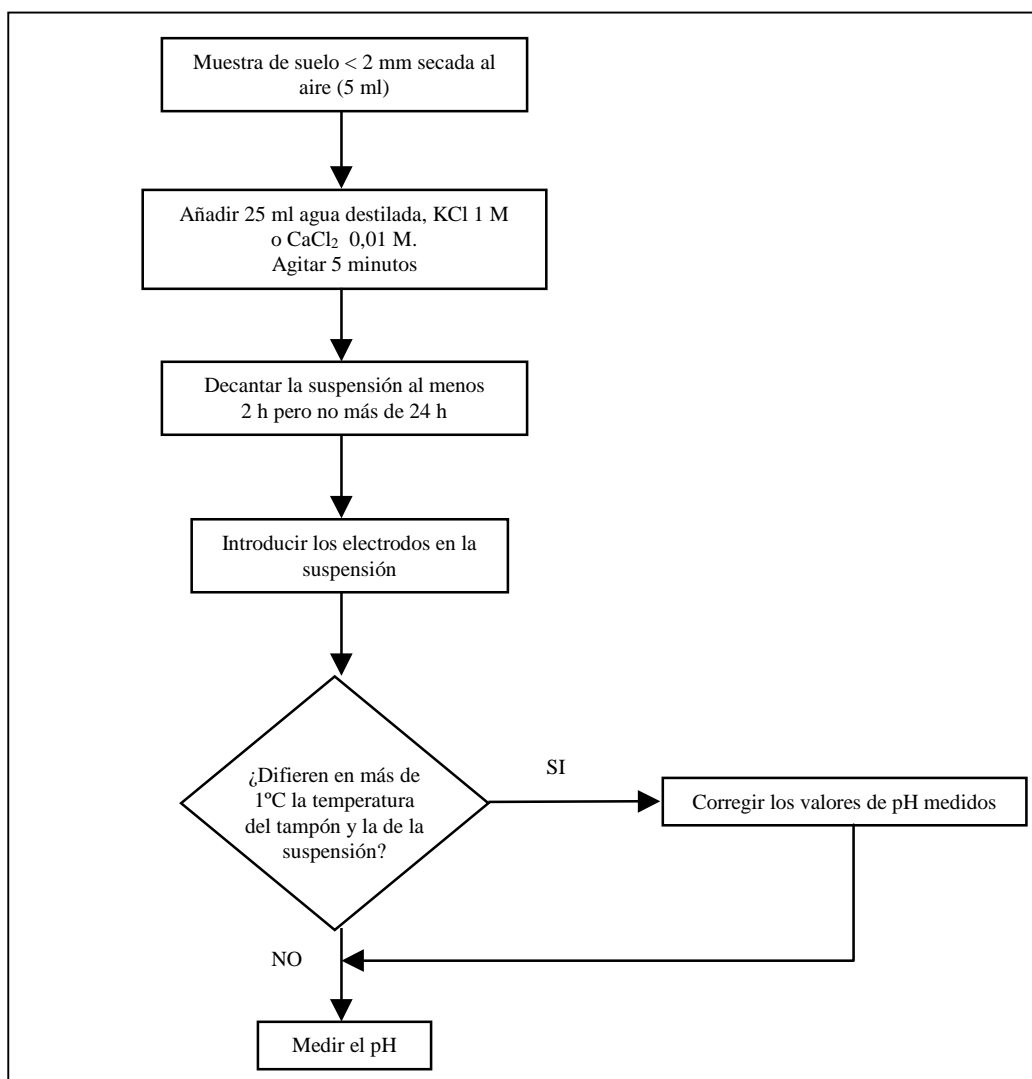 Muestra de suelo < 2 mm secada al
aire (5 ml)
Añadir 25 ml agua destilada, KCl 1 M
o CaCl₂ 0,01 M.
Agitar 5 minutos
Decantar la suspensión al menos
2 h pero no más de 24 h
Introducir los electrodos en la
suspensión
¿Difieren en más de
1ºC la temperatura
del tampón y la de la
suspensión?
SI
Corregir los valores de pH medidos
NO
Medir el pH